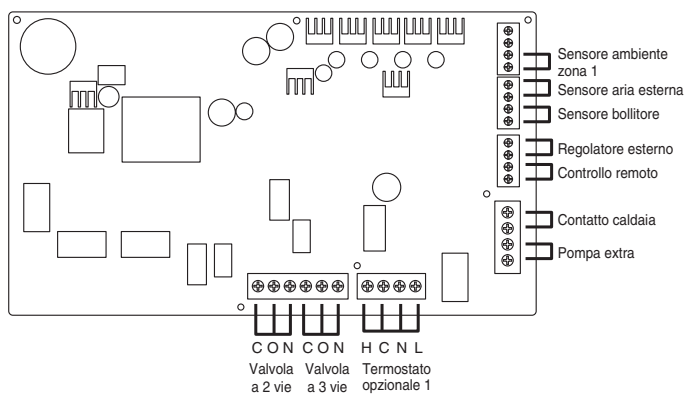 Sensore ambiente
zona 1
Sensore aria esterna
Sensore bollitore
Regolatore esterno
Controllo remoto
Contatto caldaia
Pompa extra
C O N C O N H C N L
Valvola Valvola Termostato
a 2 vie a 3 vie opzionale 1